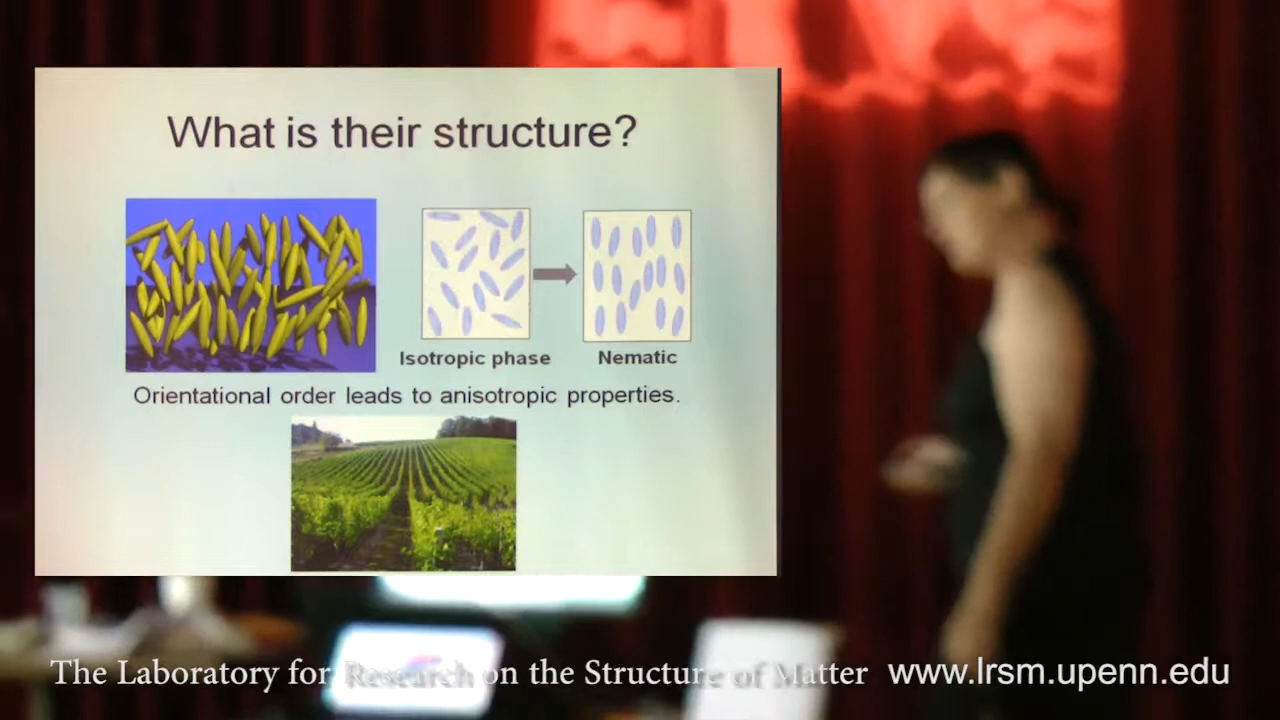 What is their structure?
Isotropic phase
Nematic
Orientational order leads to anisotropic properties.
The Laboratory for Research on the Structure of Matter www.lrsm.upenn.edu